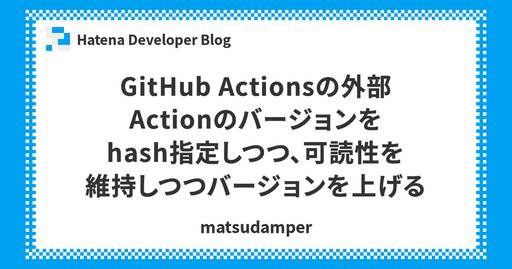 Hatena Developer Blog
GitHub Actionsの外部
Actionのバージョンを
hash指定しつつ、可読性を
維持しつつバージョンを上げる
matsudamper